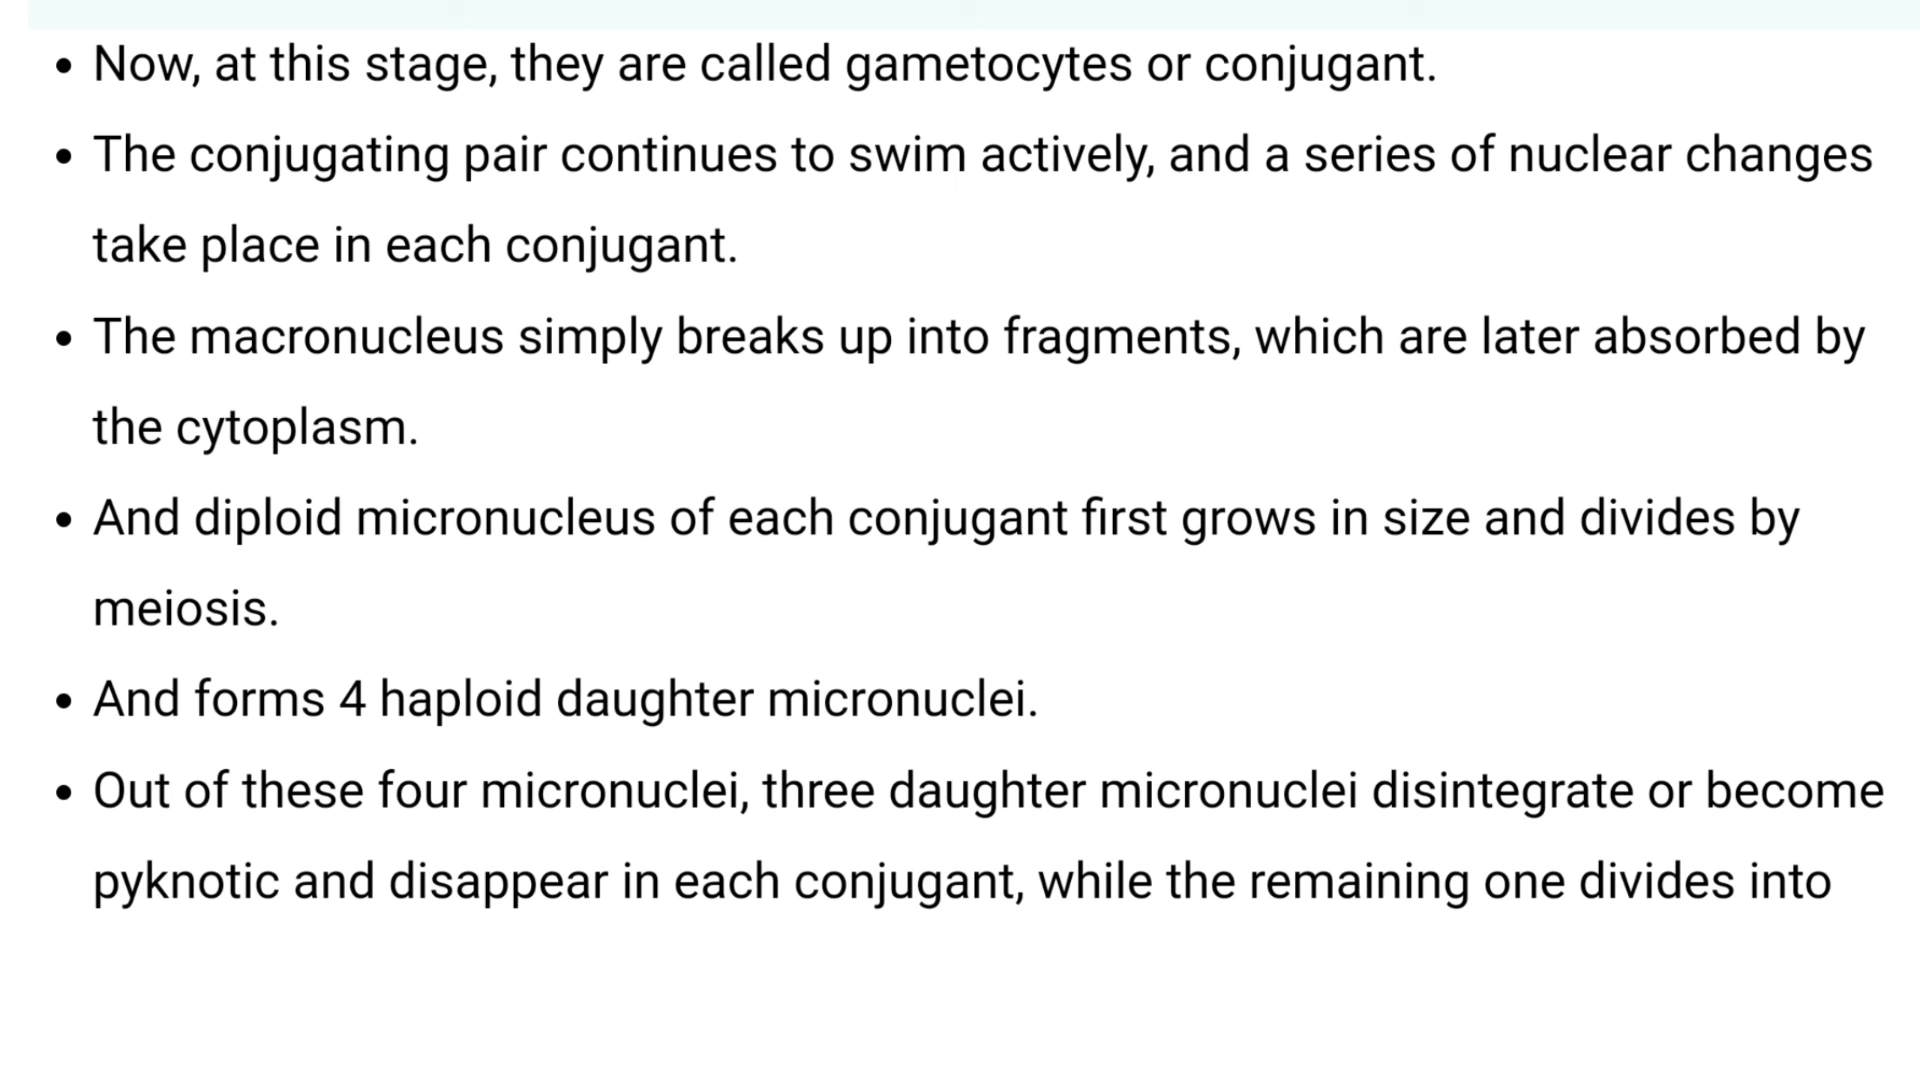 • Now, at this stage, they are called gametocytes or conjugant.
• The conjugating pair continues to swim actively, and a series of nuclear changes
take place in each conjugant.
• The macronucleus simply breaks up into fragments, which are later absorbed by
the cytoplasm.
• And diploid micronucleus of each conjugant first grows in size and divides by
meiosis.
• And forms 4 haploid daughter micronuclei.
• Out of these four micronuclei, three daughter micronuclei disintegrate or become
pyknotic and disappear in each conjugant, while the remaining one divides into